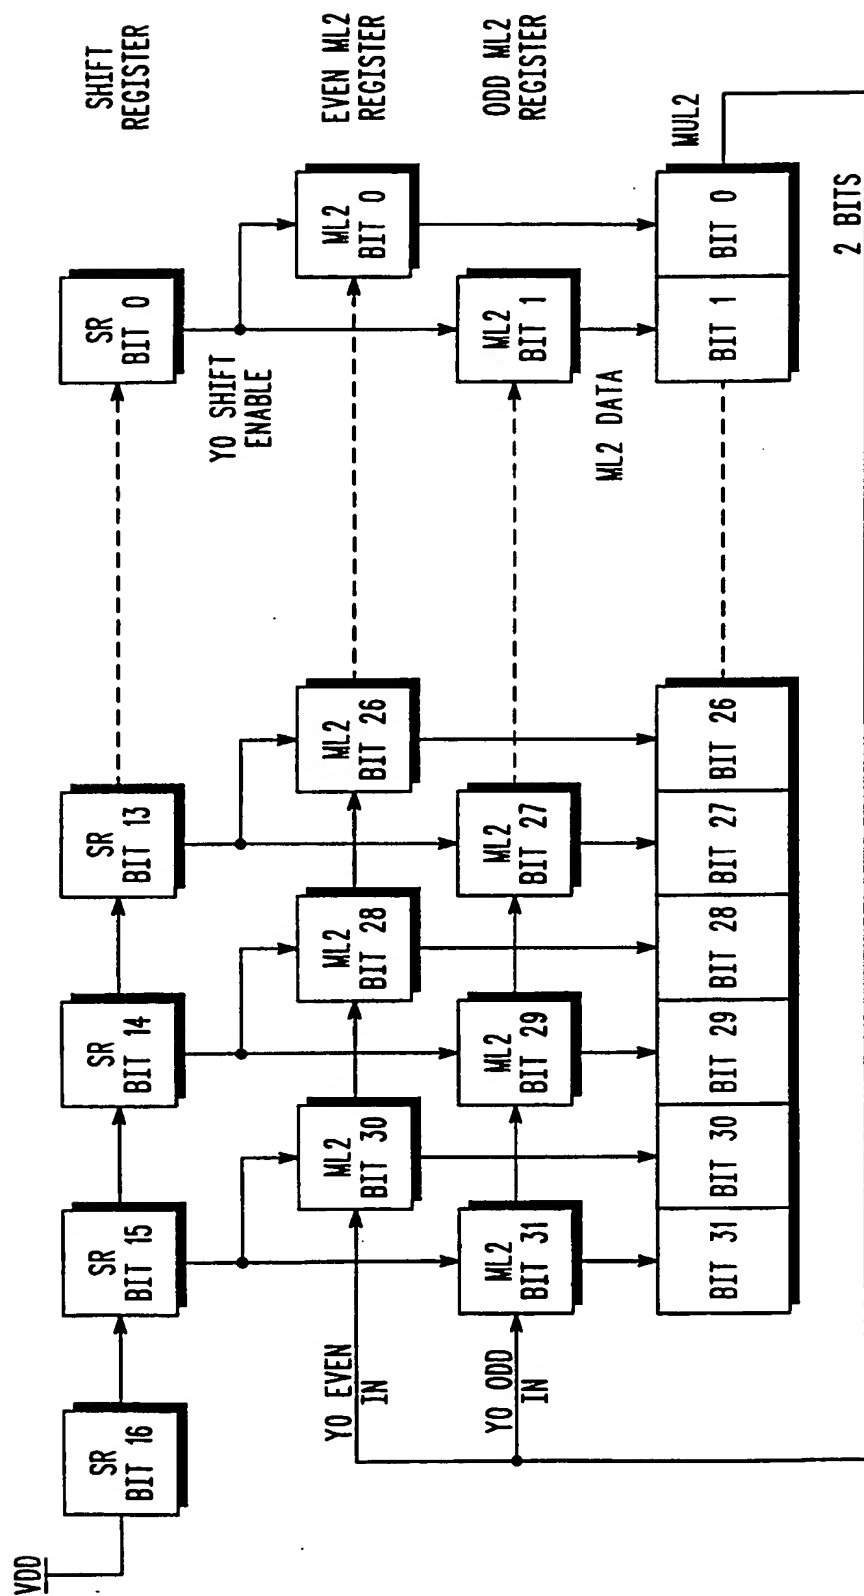 VDD
SR
BIT 16
SR
BIT 15
SR
BIT 14
SR
BIT 13
SR
BIT 0
SHIFT
REGISTER
Y0 SHIFT
ENABLE
Y0 EVEN
IN
ML2
BIT 30
ML2
BIT 28
ML2
BIT 26
ML2
BIT 0
EVEN ML2
REGISTER
Y0 ODD
IN
ML2
BIT 31
ML2
BIT 29
ML2
BIT 27
ML2
BIT 1
ODD ML2
REGISTER
ML2 DATA
BIT 31
BIT 30
BIT 29
BIT 28
BIT 27
BIT 26
BIT 1
BIT 0
MUL2
2 BITS